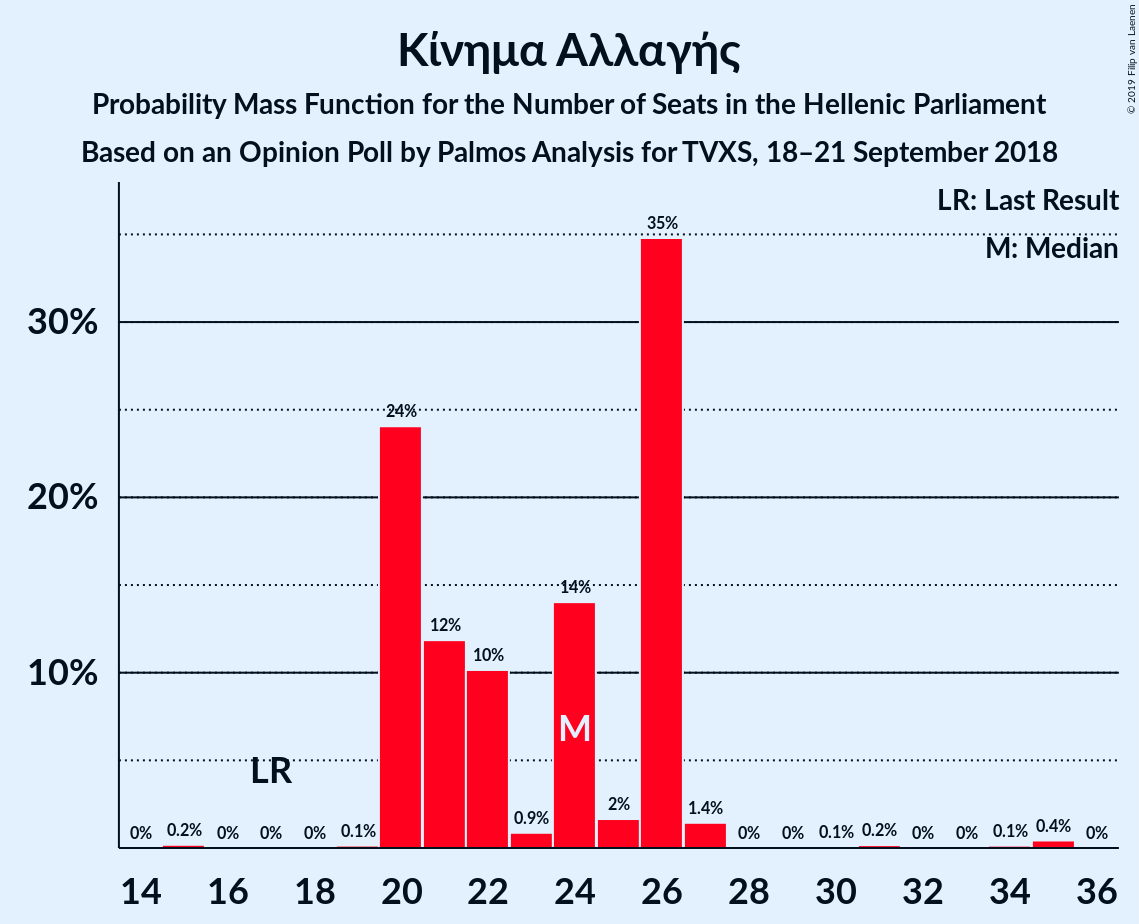 Κίνημα Αλλαγής
Probability Mass Function for the Number of Seats in the Hellenic Parliament
Based on an Opinion Poll by Palmos Analysis for TVXS, 18–21 September 2018
© 2019 Filip van Laenen
LR: Last Result
M: Median
35%
30%
24%
20%
14%
12%
10%
10%
M
LR
0% 0.2% 0% 0% 0% 0.1% 0.9% 2% 1.4% 0% 0% 0.1% 0.2% 0% 0% 0.1% 0.4% 0%
14 16 18 20 22 24 26 28 30 32 34 36